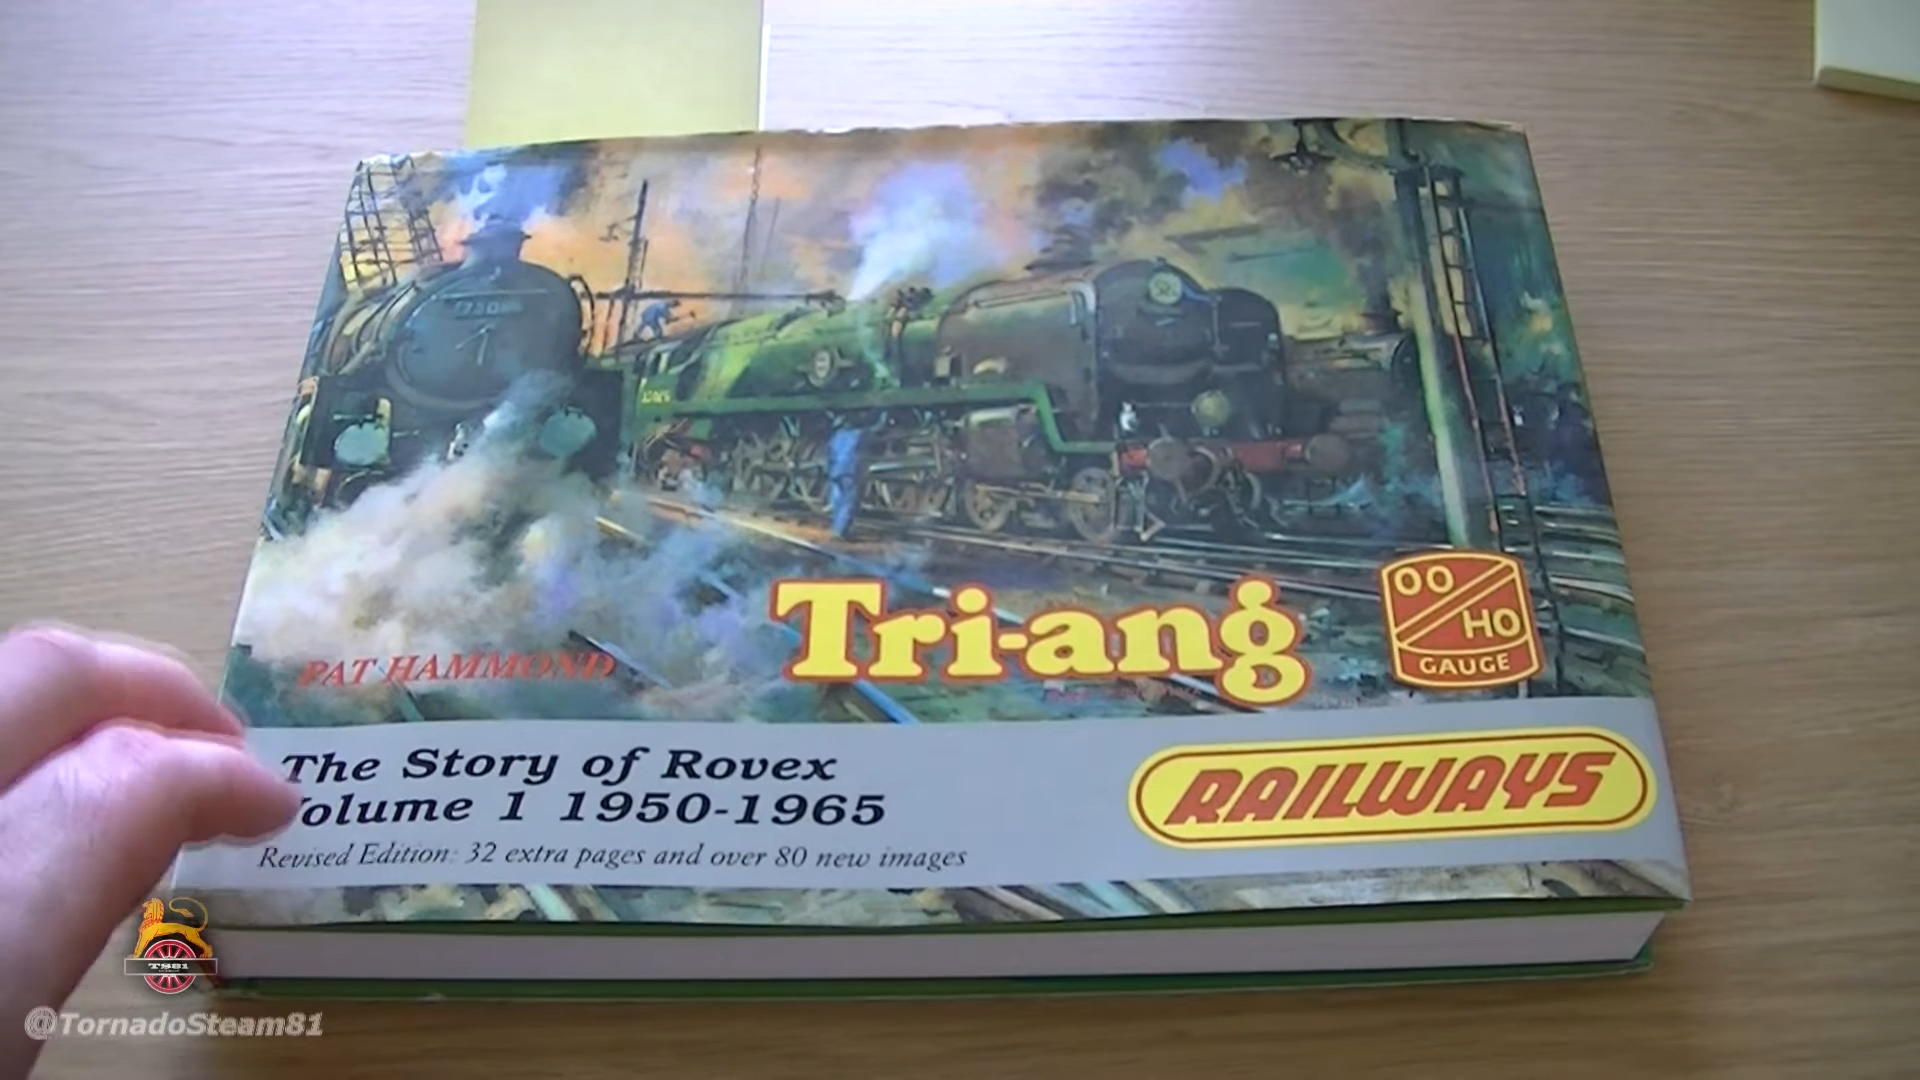 Tri-ang
OO
HO
GAUGE
PAT HAMMOND
The Story of Rovex
Volume 1 1950-1965
Revised Edition: 32 extra pages and over 80 new images
RAILWAYS
TS81
@TornadoSteam81